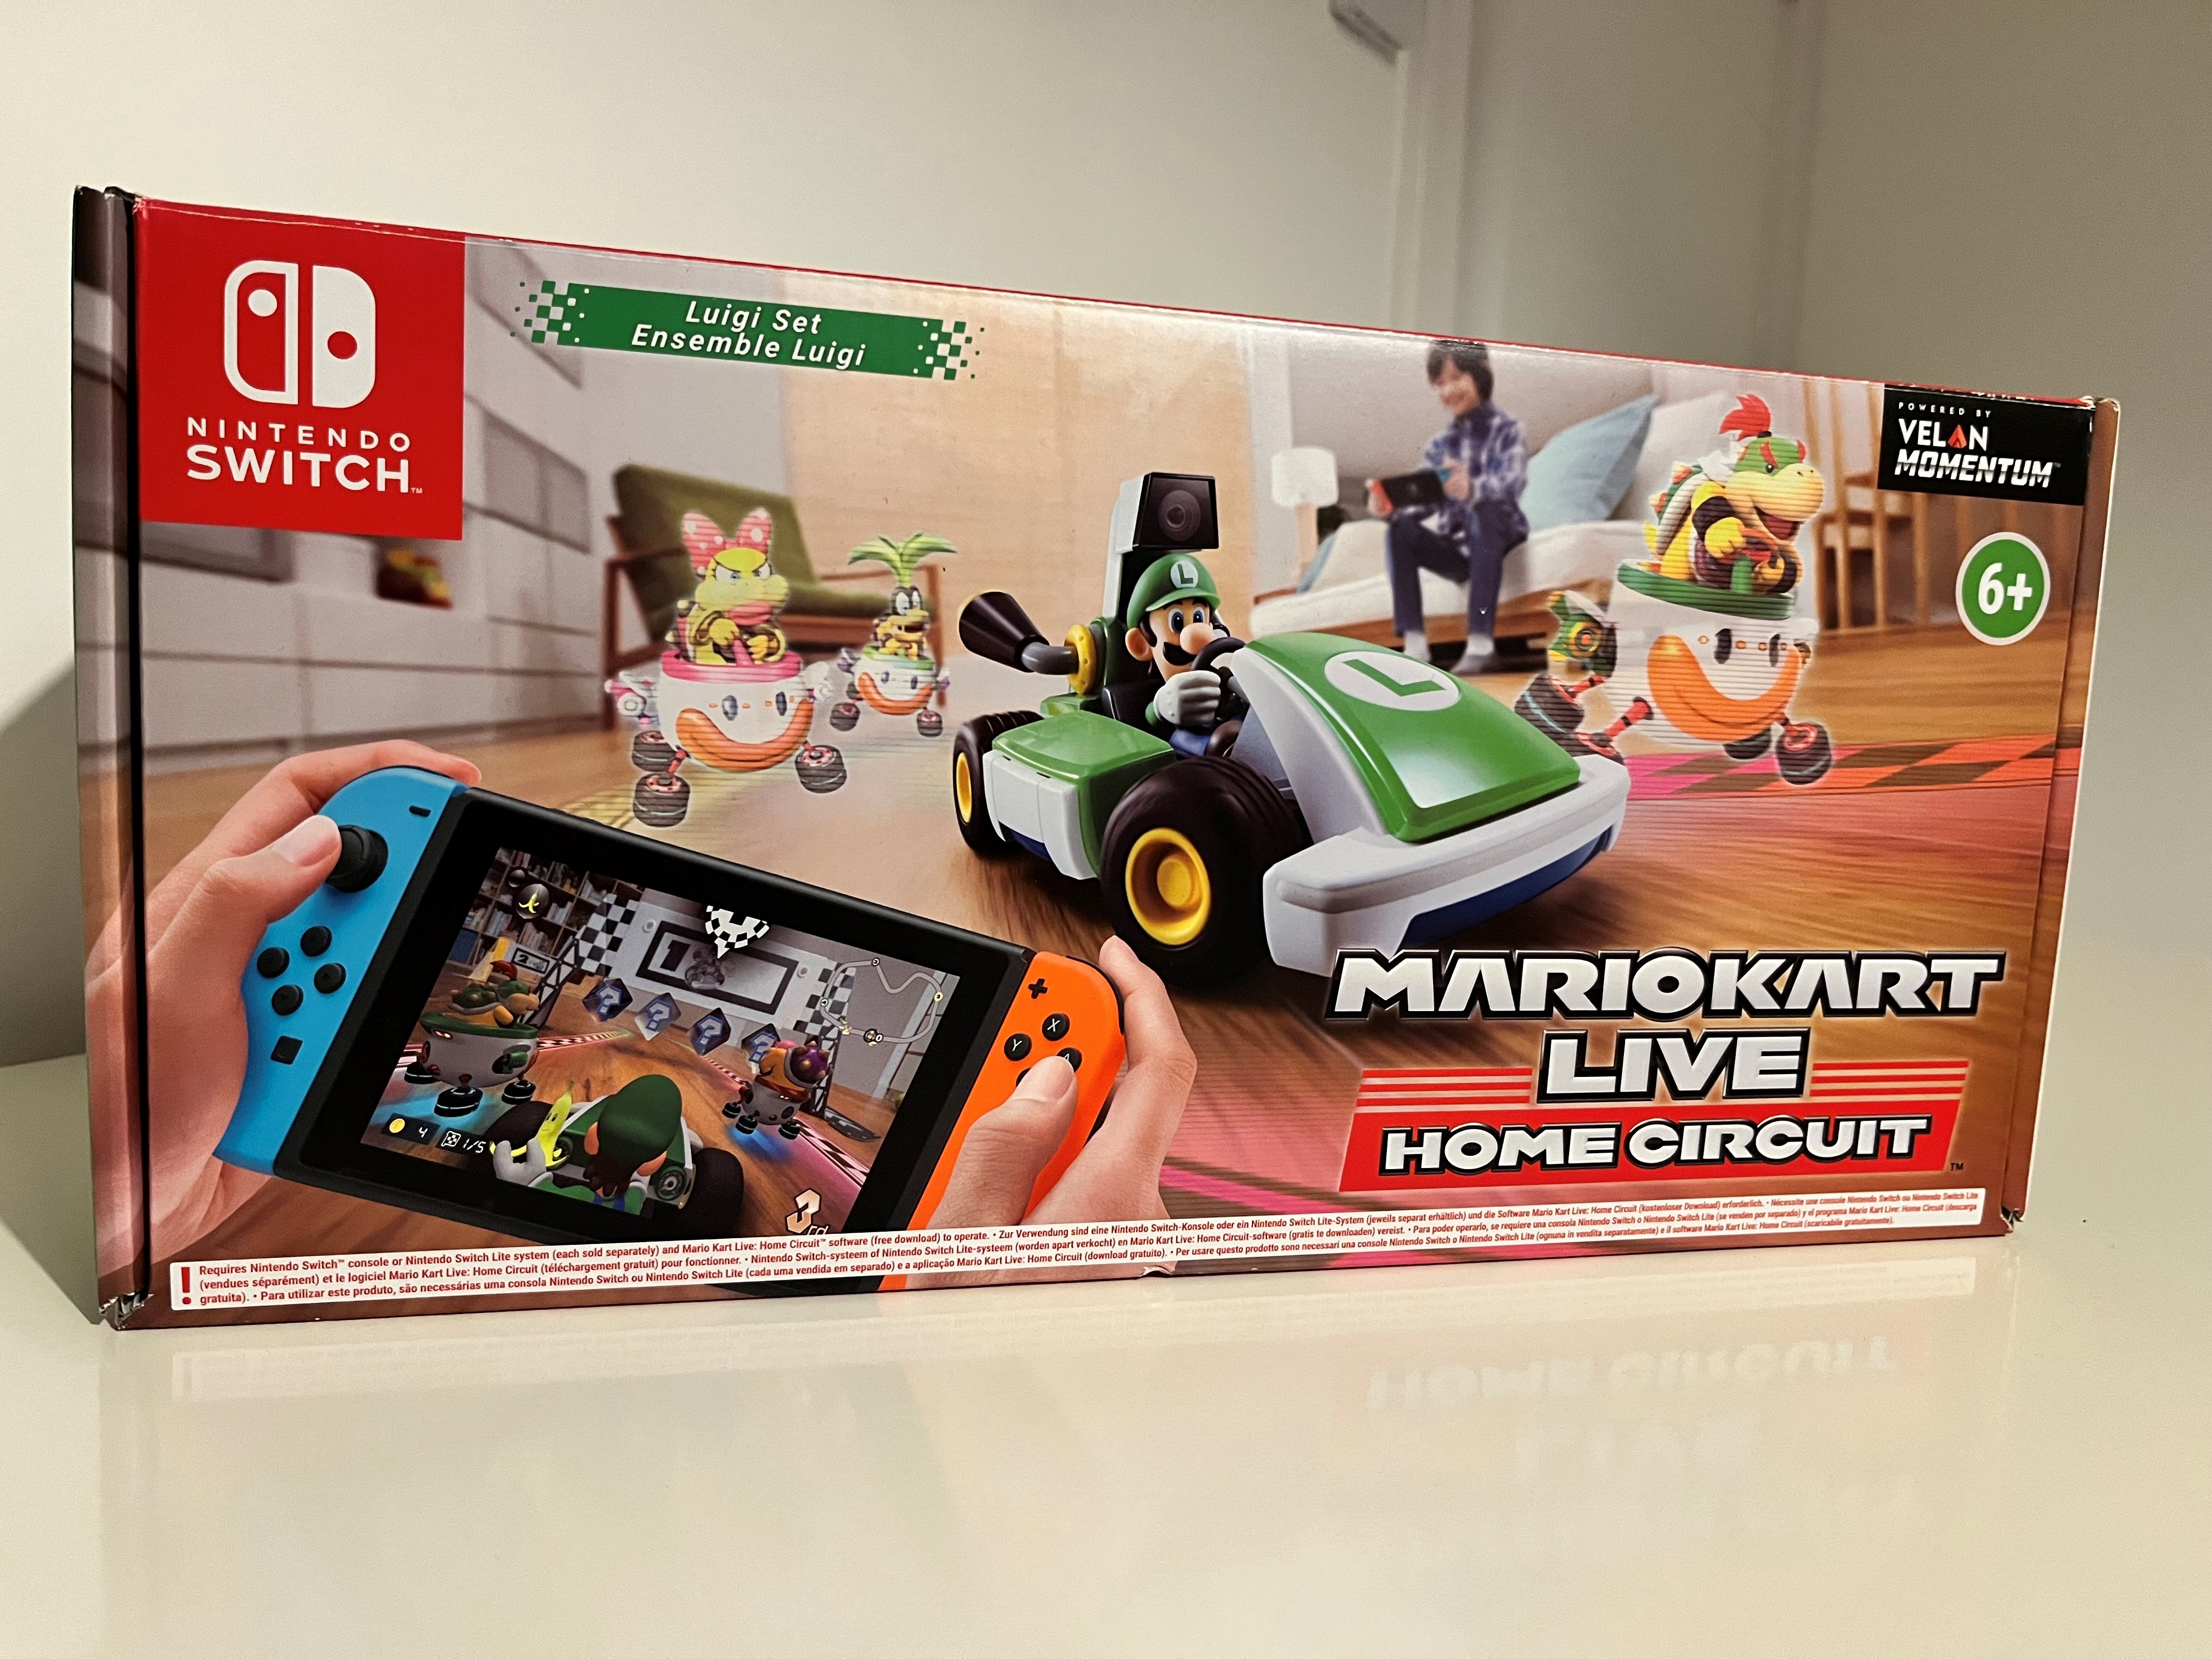 NINTENDO
SWITCH™
Luigi Set
Ensemble Luigi
POWERED BY
VELAN
MOMENTUM™
6+
L
L
1
2
? ? ? ?
4 1/5
3rd
+
X
Y
A
MARIOKART
LIVE
HOME CIRCUIT™
! Requires Nintendo Switch™ console or Nintendo Switch Lite system (each sold separately) and Mario Kart Live: Home Circuit™ software (free download) to operate. • Zur Verwendung sind eine Nintendo Switch-Konsole oder ein Nintendo Switch Lite-System (jeweils separat erhältlich) und die Software Mario Kart Live: Home Circuit (kostenloser Download) erforderlich. • Nécessite une console Nintendo Switch ou Nintendo Switch Lite
(vendues séparément) et le logiciel Mario Kart Live: Home Circuit (téléchargement gratuit) pour fonctionner. • Nintendo Switch-systeem of Nintendo Switch Lite-systeem (worden apart verkocht) en Mario Kart Live: Home Circuit-software (gratis te downloaden) vereist. • Para poder operarlo, se requiere una consola Nintendo Switch o Nintendo Switch Lite (se venden por separado) y el programa Mario Kart Live: Home Circuit (descarga
gratuita). • Para utilizar este produto, são necessárias uma consola Nintendo Switch ou Nintendo Switch Lite (cada uma vendida em separado) e a aplicação Mario Kart Live: Home Circuit (download gratuito). • Per usare questo prodotto sono necessari una console Nintendo Switch o Nintendo Switch Lite (ognuna in vendita separatamente) e il software Mario Kart Live: Home Circuit (scaricabile gratuitamente).